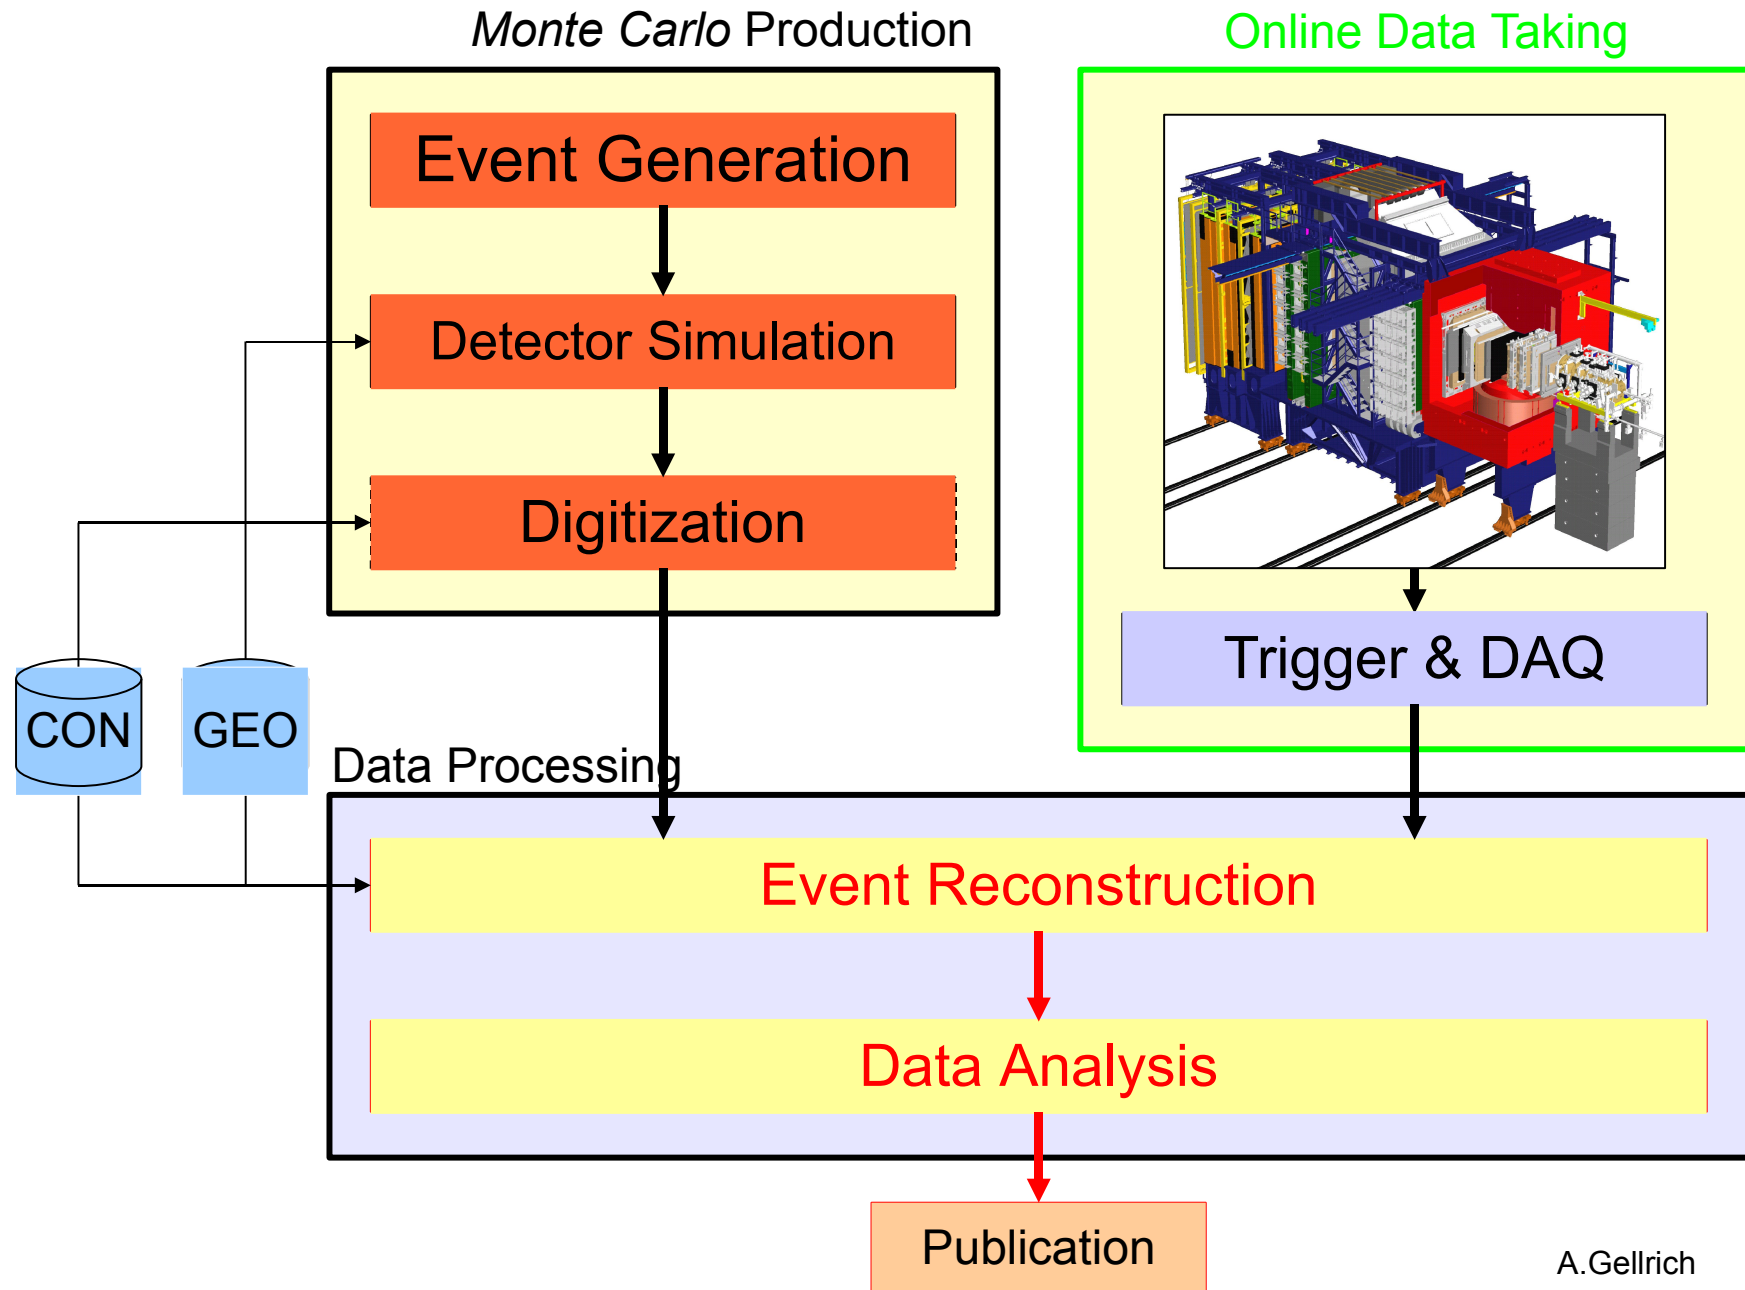 Monte Carlo Production
Online Data Taking
Event Generation
Detector Simulation
Digitization
Trigger & DAQ
CON
GEO
Data Processing
Event Reconstruction
Data Analysis
Publication
A.Gellrich